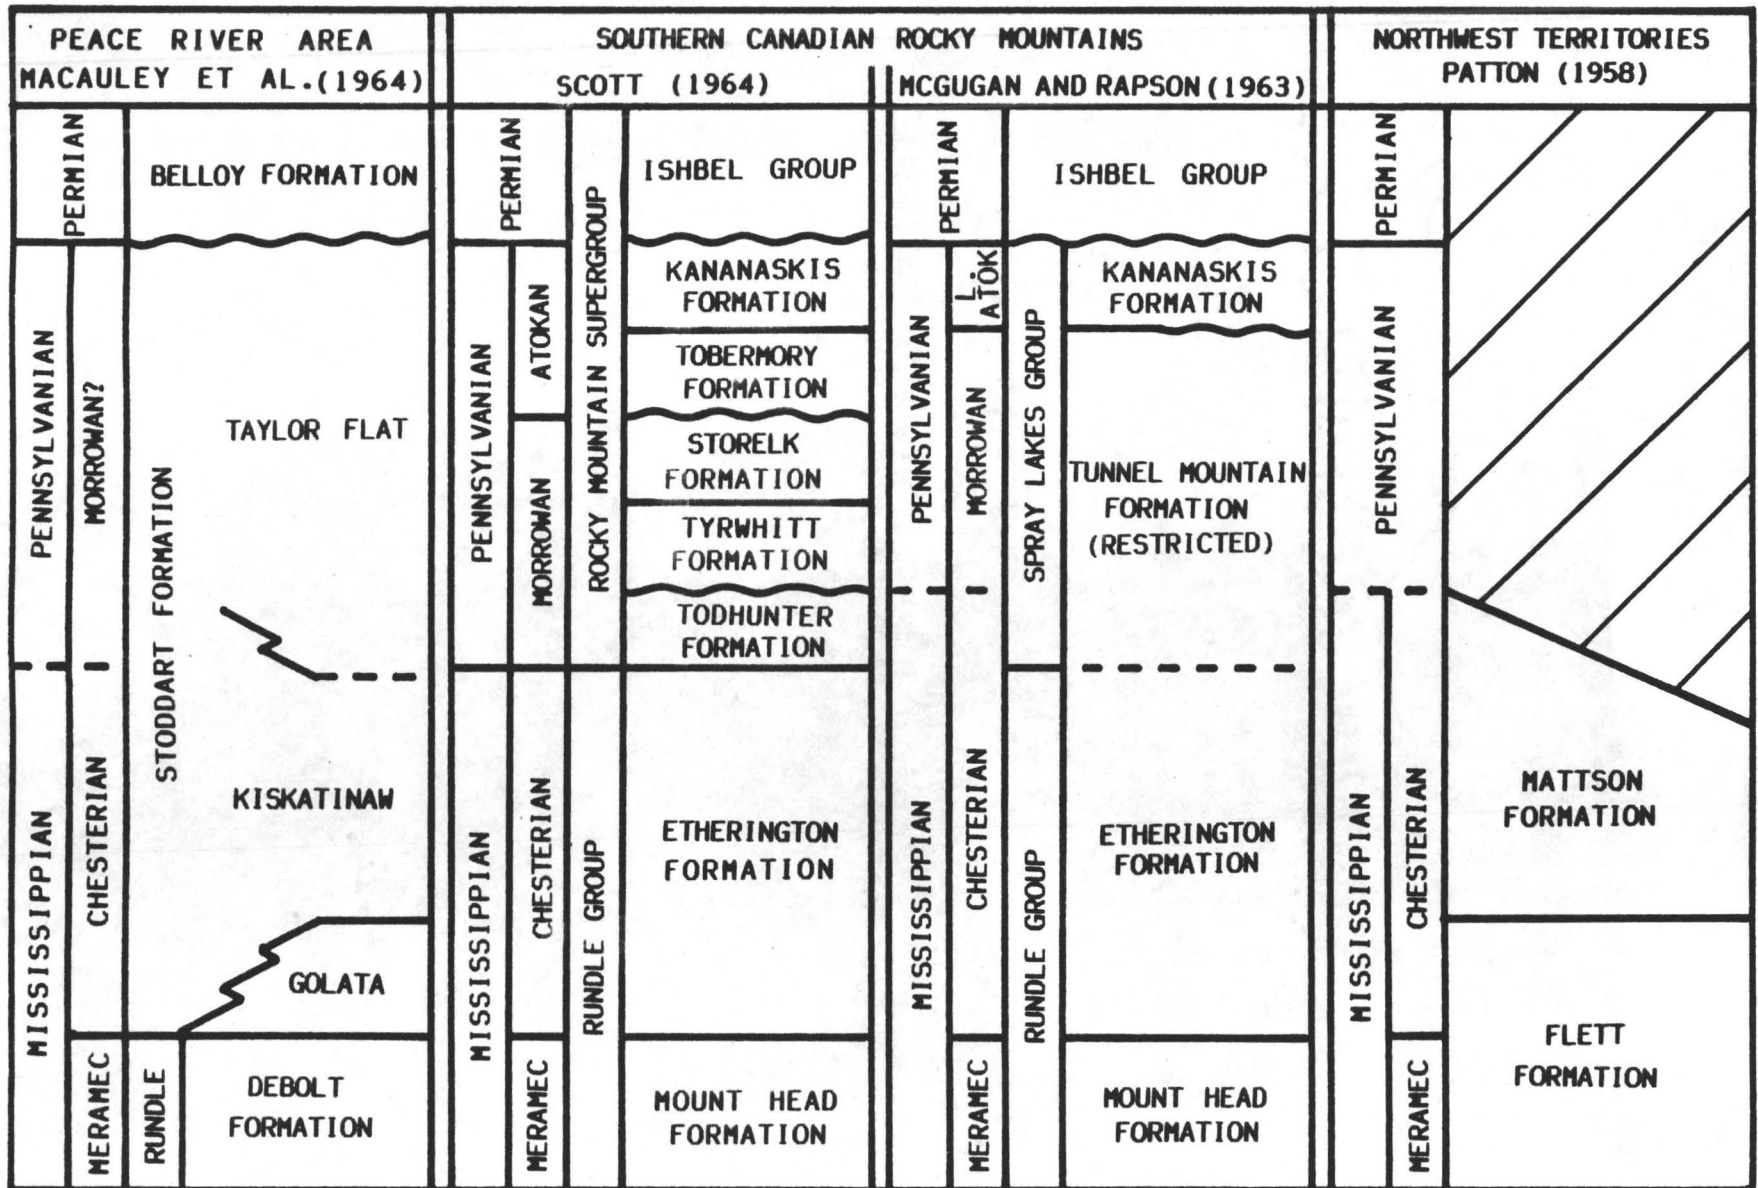 PEACE RIVER AREA
MACAULEY ET AL.(1964)
SOUTHERN CANADIAN ROCKY MOUNTAINS
SCOTT (1964)
MCGUGAN AND RAPSON(1963)
NORTHWEST TERRITORIES
PATTON (1958)
PERMIAN
PENNSYLVANIAN
MISSISSIPPIAN
MORROWAN?
CHESTERIAN
MERAMEC
STODDART FORMATION
RUNDLE
BELLOY FORMATION
TAYLOR FLAT
KISKATINAW
GOLATA
DEBOLT
FORMATION
PERMIAN
PENNSYLVANIAN
MISSISSIPPIAN
ATOKAN
MORROWAN
CHESTERIAN
MERAMEC
ROCKY MOUNTAIN SUPERGROUP
RUNDLE GROUP
ISHBEL GROUP
KANANASKIS
FORMATION
TOBERMORY
FORMATION
STORELK
FORMATION
TYRWHITT
FORMATION
TODHUNTER
FORMATION
ETHERINGTON
FORMATION
MOUNT HEAD
FORMATION
PERMIAN
PENNSYLVANIAN
MISSISSIPPIAN
L
ATOK
MORROWAN
CHESTERIAN
MERAMEC
SPRAY LAKES GROUP
RUNDLE GROUP
ISHBEL GROUP
KANANASKIS
FORMATION
TUNNEL MOUNTAIN
FORMATION
(RESTRICTED)
ETHERINGTON
FORMATION
MOUNT HEAD
FORMATION
PERMIAN
PENNSYLVANIAN
MISSISSIPPIAN
CHESTERIAN
MERAMEC
MATTSON
FORMATION
FLETT
FORMATION